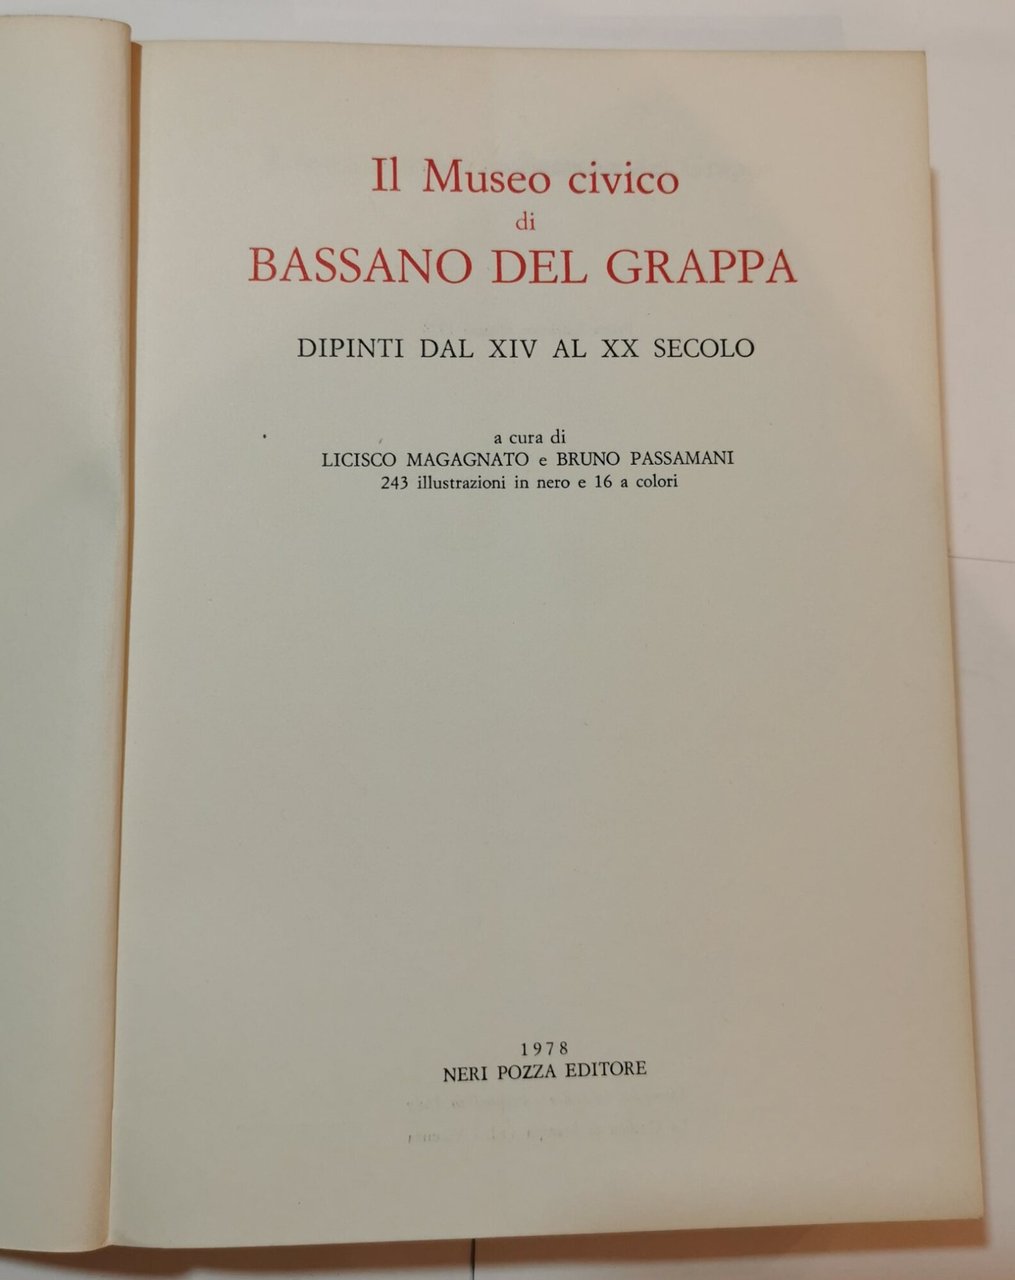 Il Museo civico
di
BASSANO DEL GRAPPA
DIPINTI DAL XIV AL XX SECOLO
a cura di
LICISCO MAGAGNATO e BRUNO PASSAMANI
243 illustrazioni in nero e 16 a colori
1978
NERI POZZA EDITORE